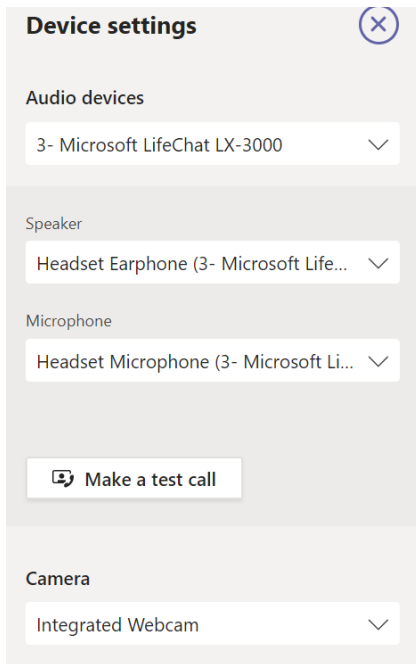 Device settings
Audio devices
3- Microsoft LifeChat LX-3000
Speaker
Headset Earphone (3- Microsoft Life...
Microphone
Headset Microphone (3- Microsoft Li...
Make a test call
Camera
Integrated Webcam